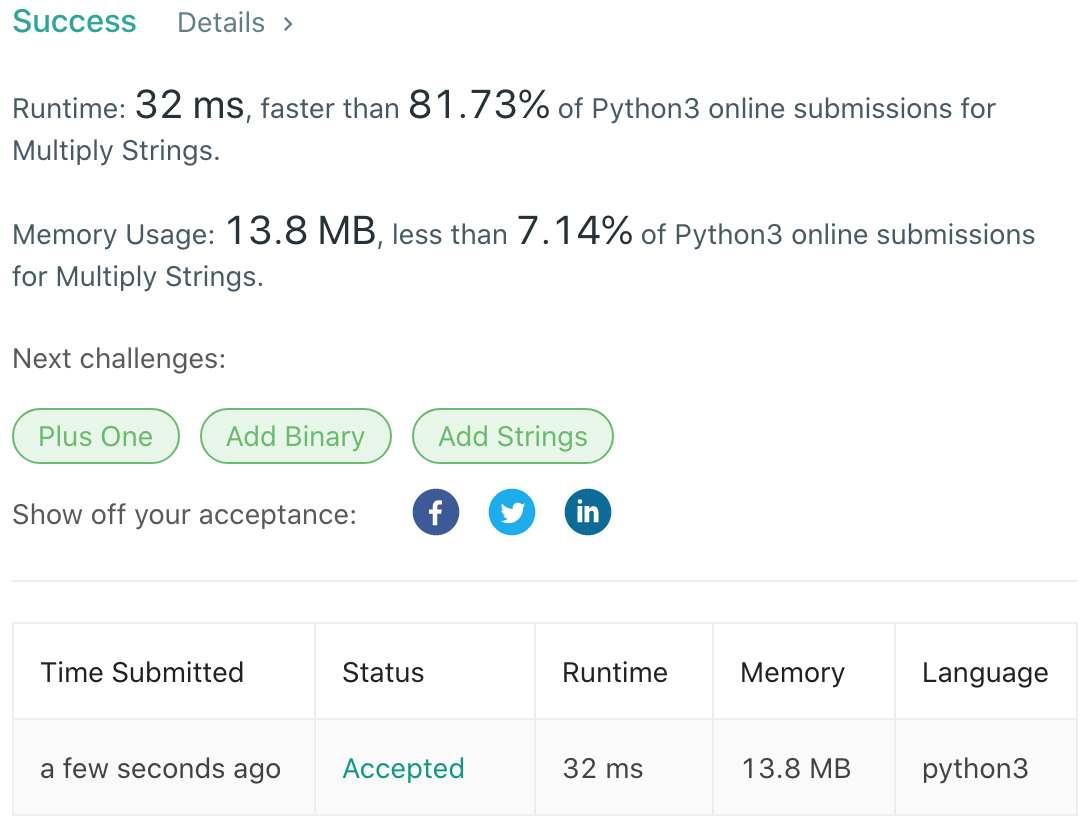 Success Details >
Runtime: 32 ms, faster than 81.73% of Python3 online submissions for
Multiply Strings.
Memory Usage: 13.8 MB, less than 7.14% of Python3 online submissions
for Multiply Strings.
Next challenges:
Plus One Add Binary Add Strings
Show off your acceptance: f in
Time Submitted Status Runtime Memory Language
a few seconds ago Accepted 32 ms 13.8 MB python3